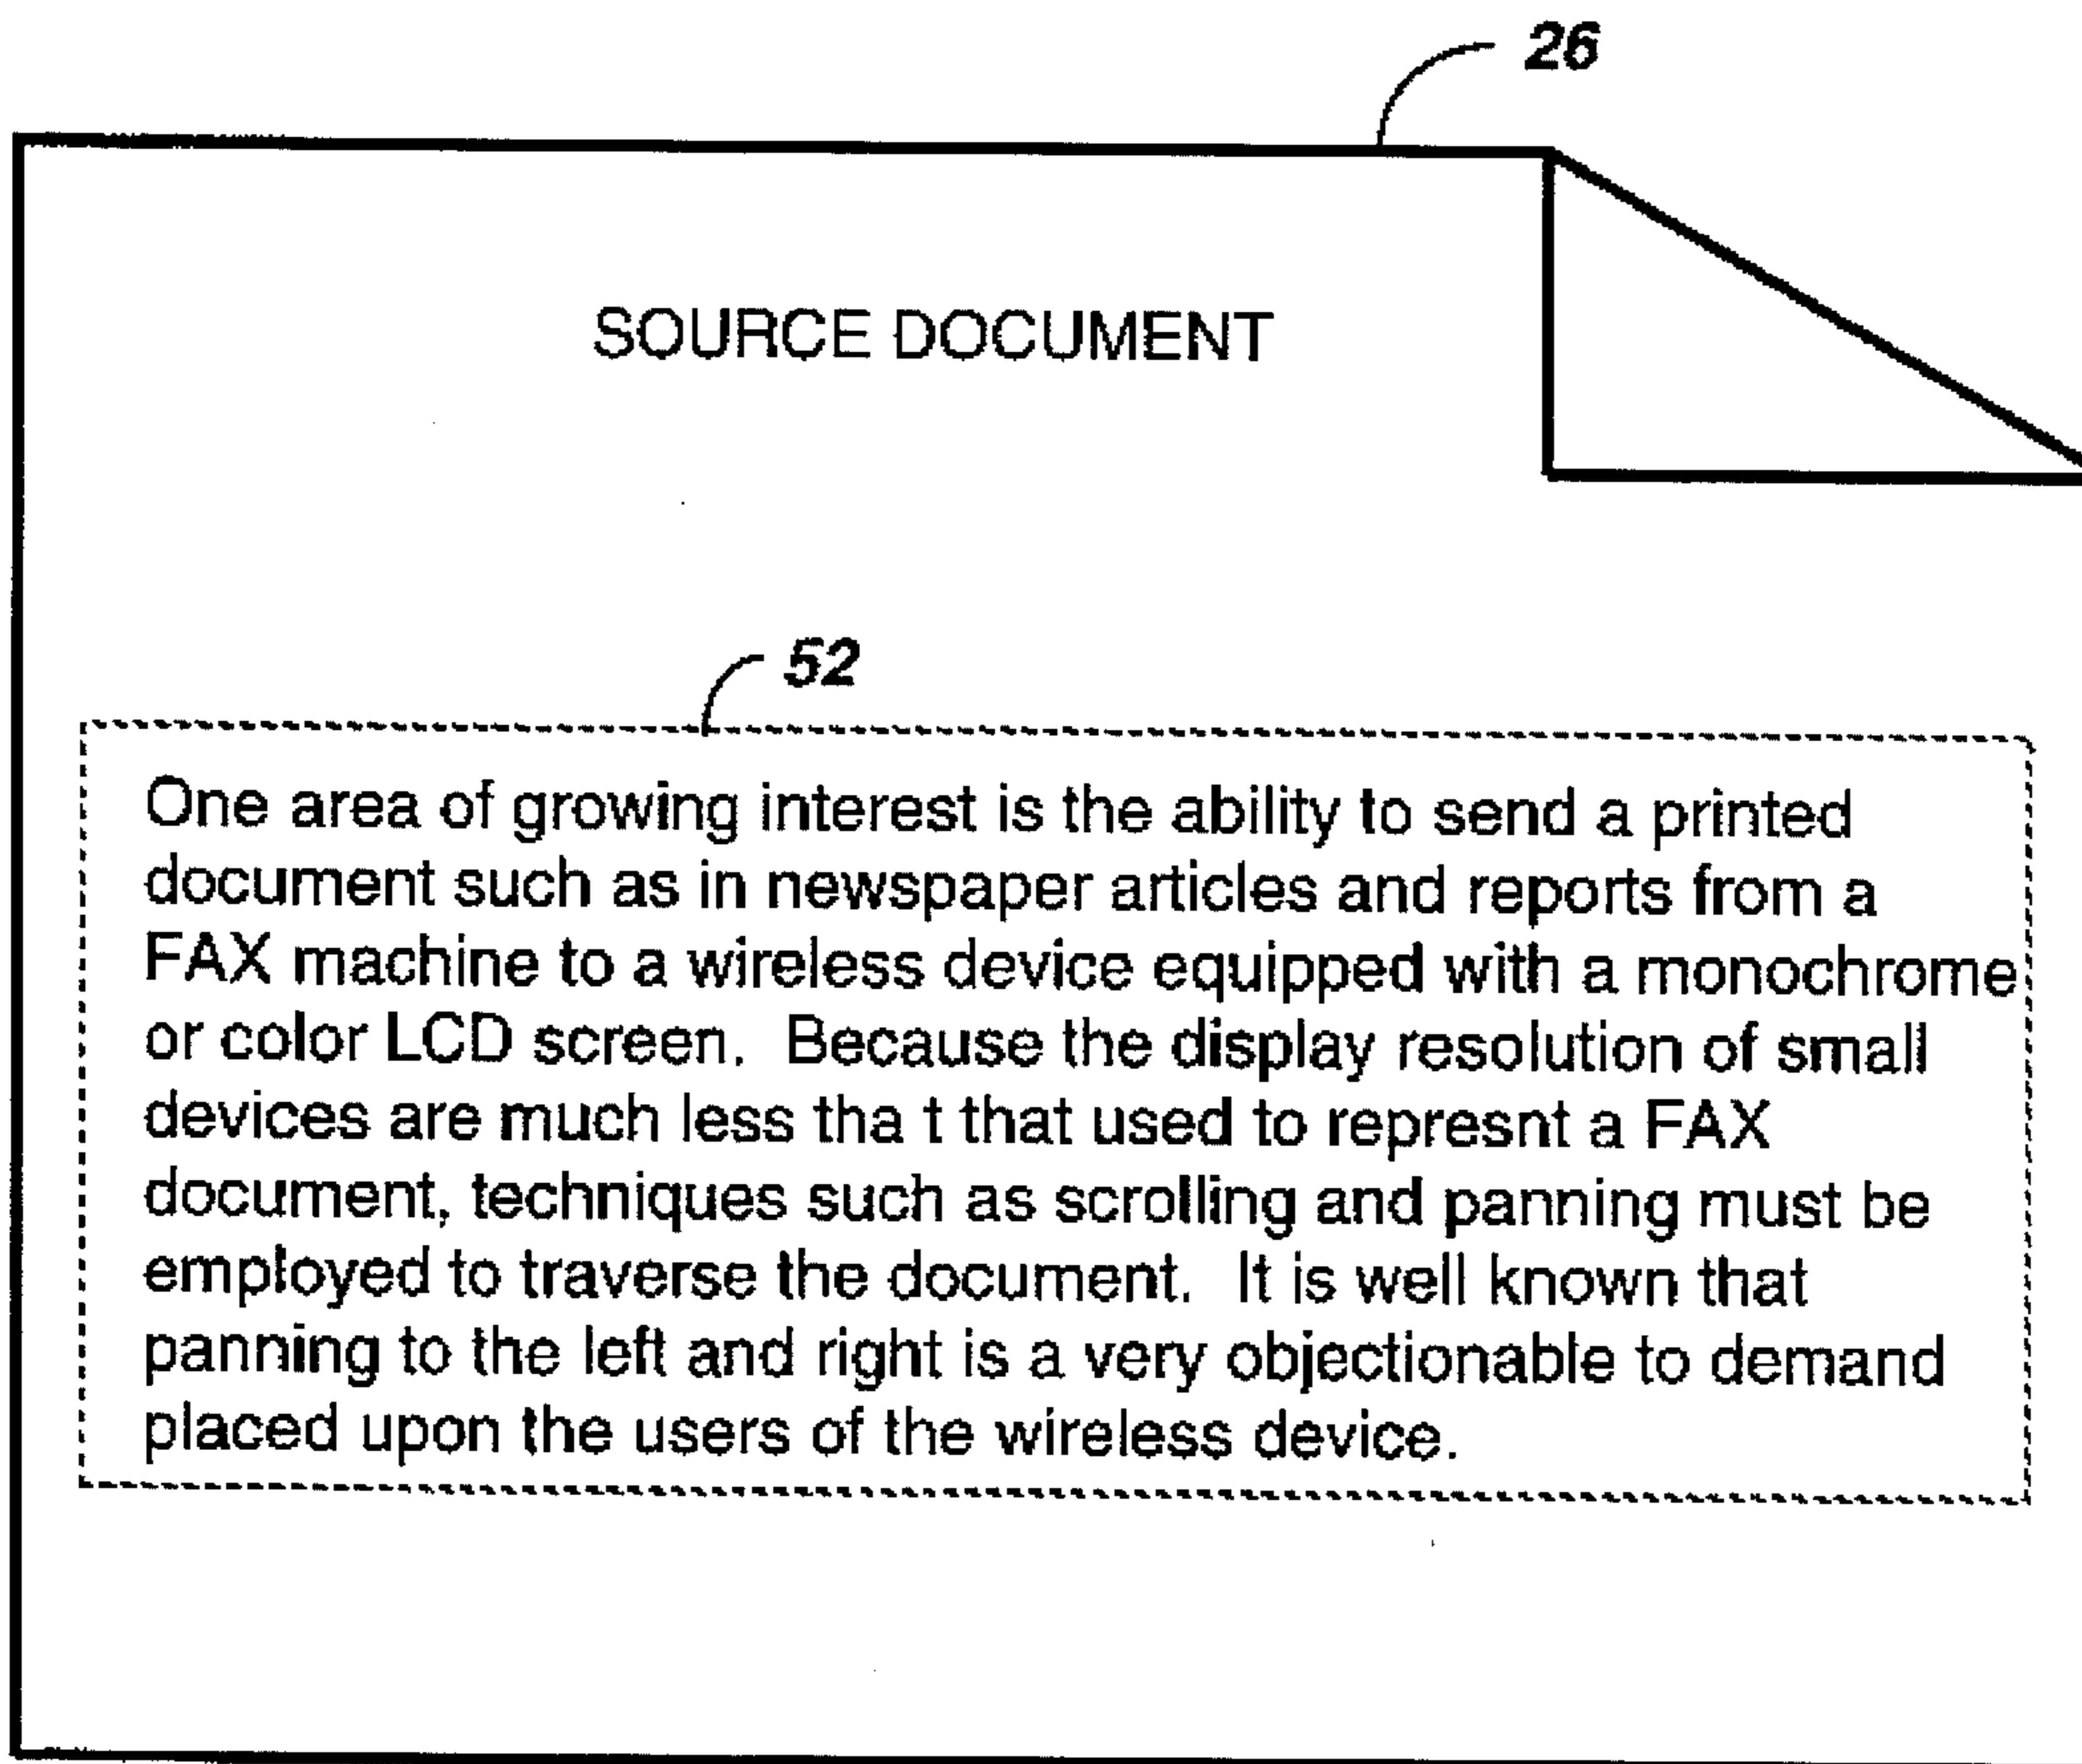 26
SOURCE DOCUMENT
52
One area of growing interest is the ability to send a printed
document such as in newspaper articles and reports from a
FAX machine to a wireless device equipped with a monochrome
or color LCD screen.  Because the display resolution of small
devices are much less tha t that used to represnt a FAX
document, techniques such as scrolling and panning must be
employed to traverse the document.  It is well known that
panning to the left and right is a very objectionable to demand
placed upon the users of the wireless device.